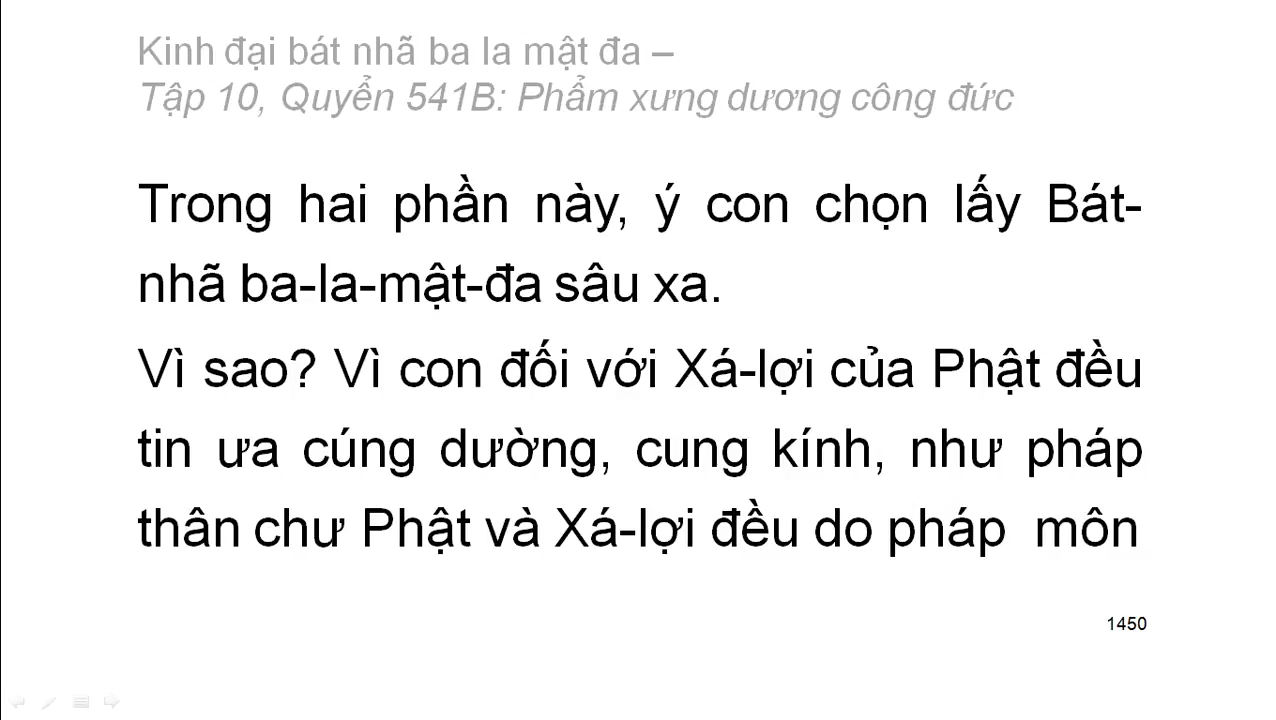 Kinh đại bát nhã ba la mật đa –
Tập 10, Quyển 541B: Phẩm xưng dương công đức
Trong hai phần này, ý con chọn lấy Bát-
nhã ba-la-mật-đa sâu xa.
Vì sao? Vì con đối với Xá-lợi của Phật đều
tin ưa cúng dường, cung kính, như pháp
thân chư Phật và Xá-lợi đều do pháp môn
1450